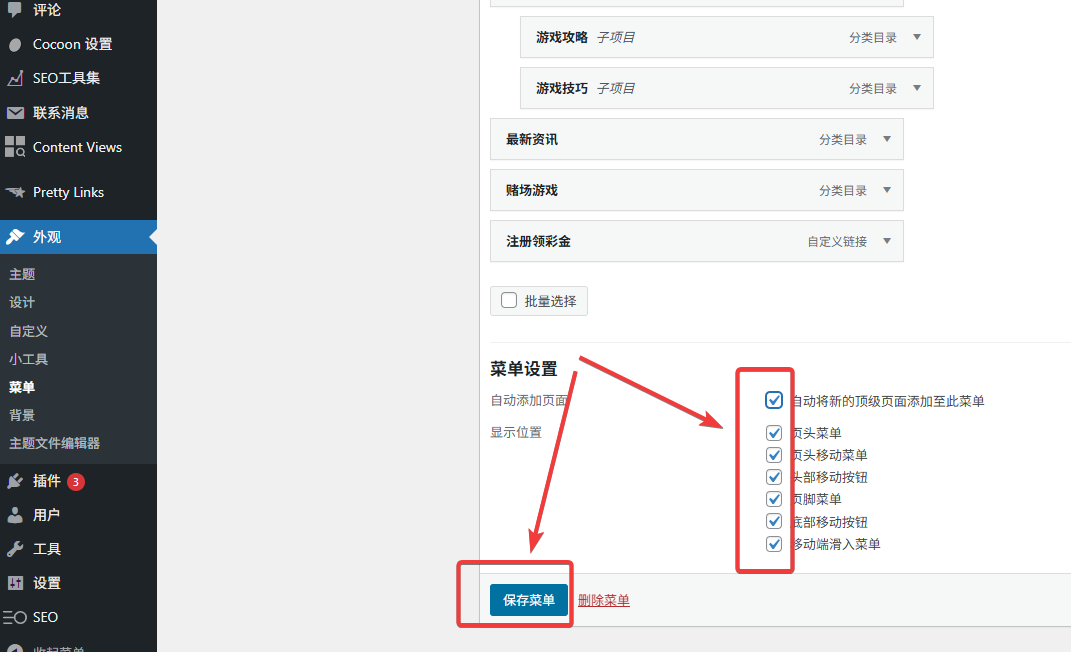 评论
Cocoon 设置
SEO工具集
联系消息
Content Views
Pretty Links
外观
主题
设计
自定义
小工具
菜单
背景
主题文件编辑器
插件 3
用户
工具
设置
SEO
收起菜单
游戏攻略 子项目 分类目录
游戏技巧 子项目 分类目录
最新资讯 分类目录
赌场游戏 分类目录
注册领彩金 自定义链接
批量选择
菜单设置
自动添加页面 自动将新的顶级页面添加至此菜单
显示位置 页头菜单
页头移动菜单
头部移动按钮
页脚菜单
底部移动按钮
移动端滑入菜单
保存菜单 删除菜单